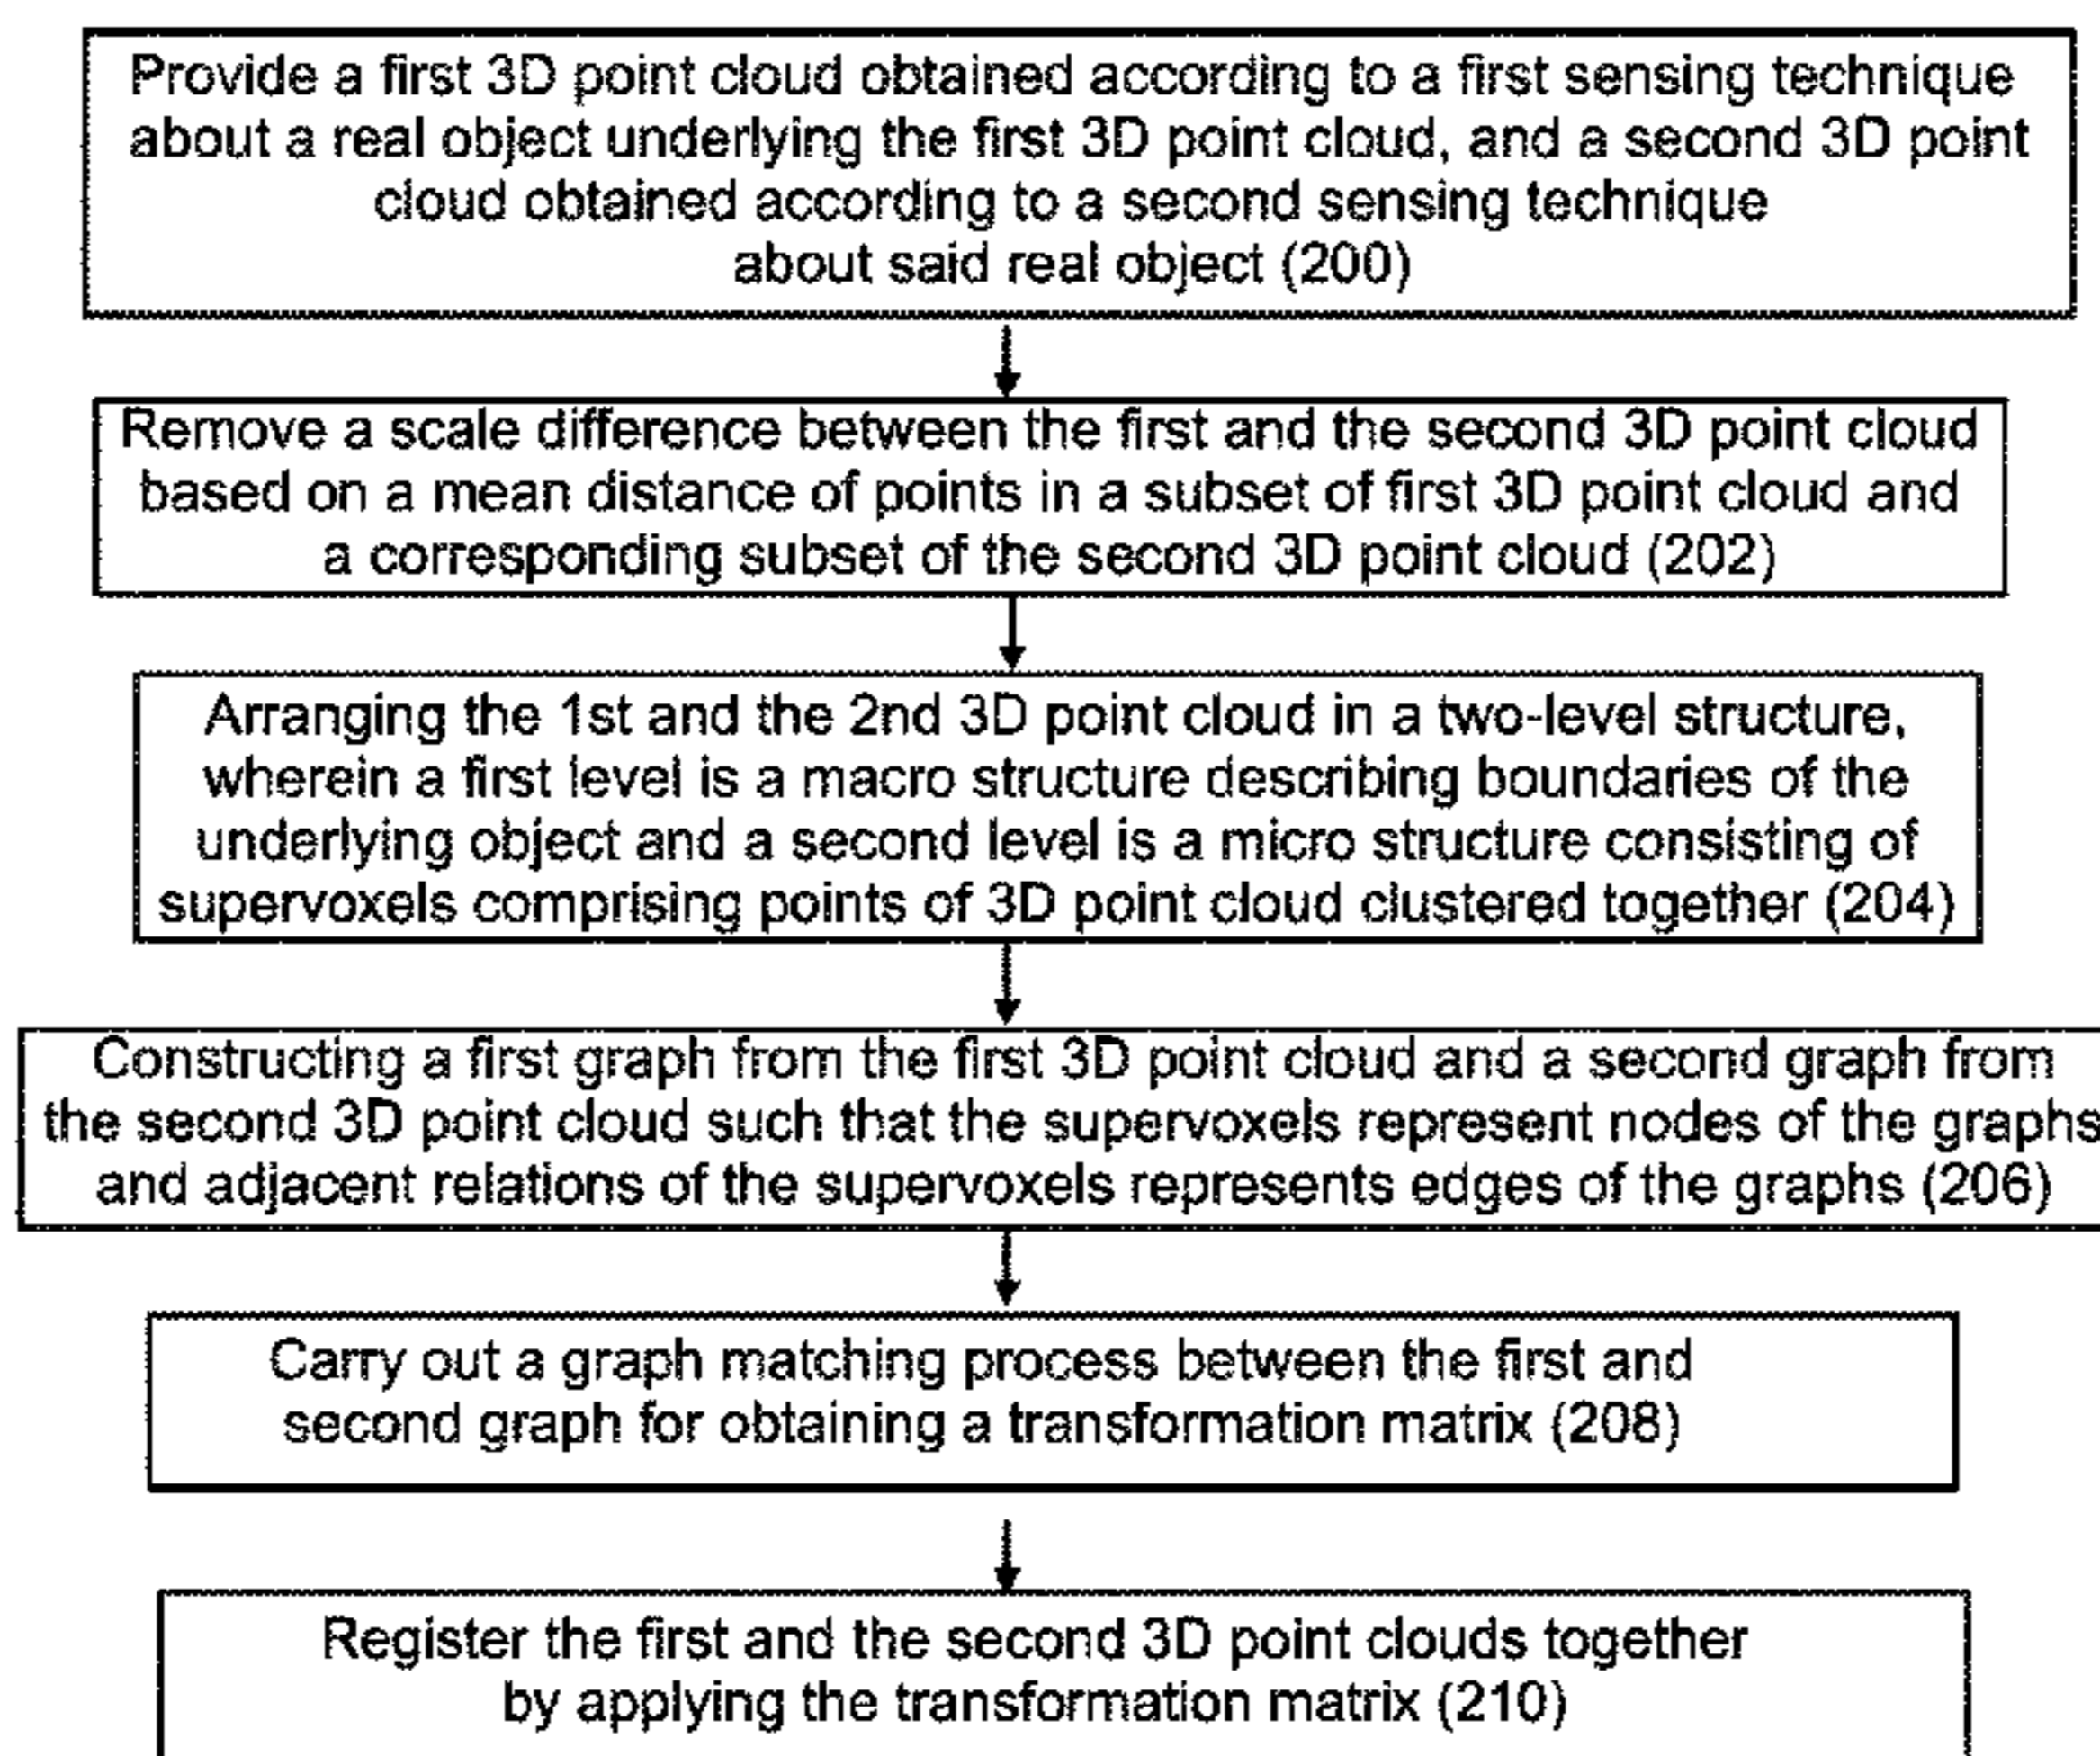 Provide a first 3D point cloud obtained according to a first sensing technique
about a real object underlying the first 3D point cloud, and a second 3D point
cloud obtained according to a second sensing technique
about said real object (200)
Remove a scale difference between the first and the second 3D point cloud
based on a mean distance of points in a subset of first 3D point cloud and
a corresponding subset of the second 3D point cloud (202)
Arranging the 1st and the 2nd 3D point cloud in a two-level structure,
wherein a first level is a macro structure describing boundaries of the
underlying object and a second level is a micro structure consisting of
supervoxels comprising points of 3D point cloud clustered together (204)
Constructing a first graph from the first 3D point cloud and a second graph from
the second 3D point cloud such that the supervoxels represent nodes of the graphs
and adjacent relations of the supervoxels represents edges of the graphs (206)
Carry out a graph matching process between the first and
second graph for obtaining a transformation matrix (208)
Register the first and the second 3D point clouds together
by applying the transformation matrix (210)